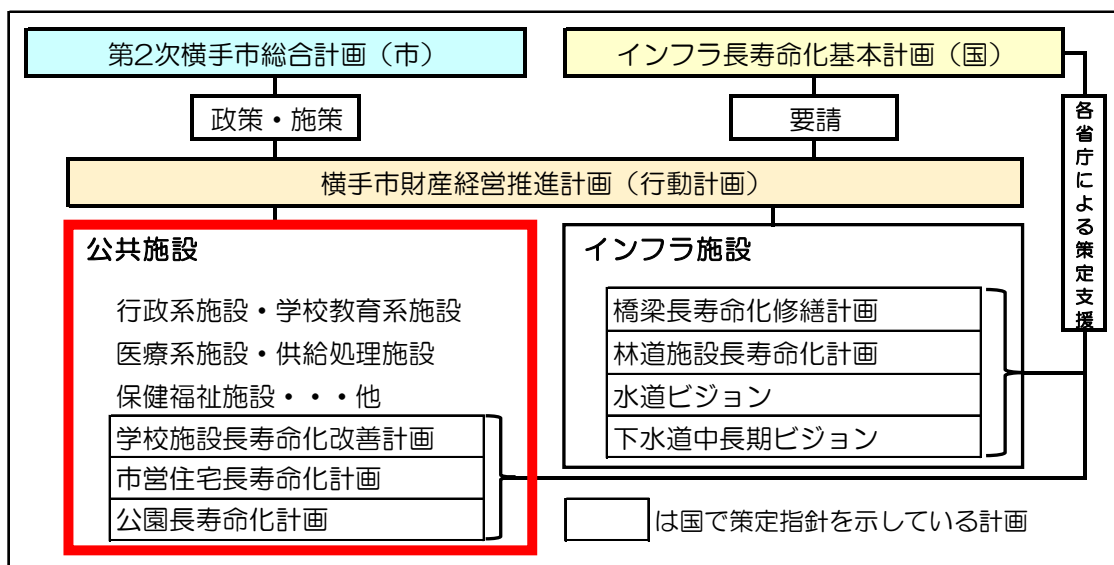 第2次横手市総合計画（市）
インフラ長寿命化基本計画（国）
政策・施策
要請
各省庁による策定支援
横手市財産経営推進計画（行動計画）
公共施設
行政系施設・学校教育系施設
医療系施設・供給処理施設
保健福祉施設・・・他
学校施設長寿命化改善計画
市営住宅長寿命化計画
公園長寿命化計画
インフラ施設
橋梁長寿命化修繕計画
林道施設長寿命化計画
水道ビジョン
下水道中長期ビジョン
は国で策定指針を示している計画